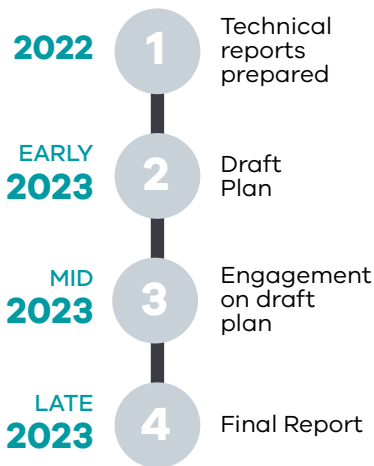 2022
1
Technical
reports
prepared
EARLY
2023
2
Draft
Plan
MID
2023
3
Engagement
on draft
plan
LATE
2023
4
Final Report